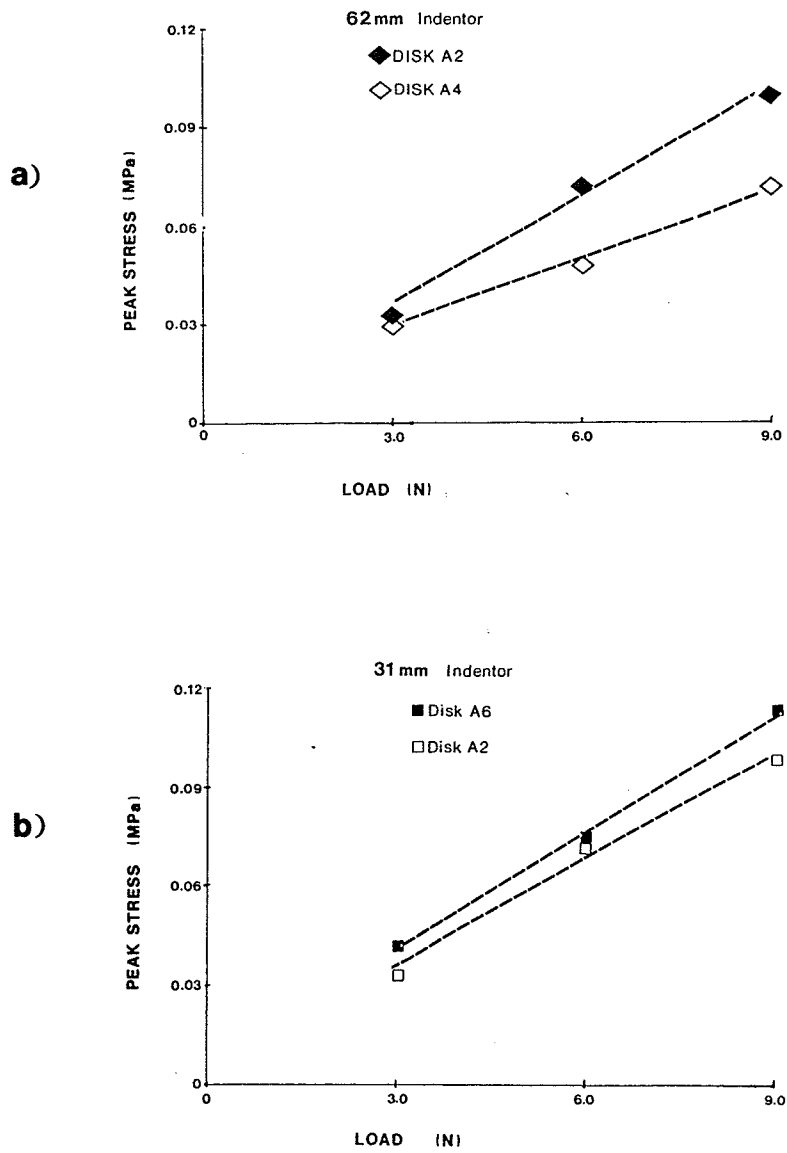 62mm Indentor
DISK A2
DISK A4
a)
PEAK STRESS (MPa)
0.12
0.09
0.06
0.03
0
0 3.0 6.0 9.0
LOAD (N)
31mm Indentor
Disk A6
Disk A2
b)
PEAK STRESS (MPa)
0.12
0.09
0.06
0.03
0
0 3.0 6.0 9.0
LOAD (N)